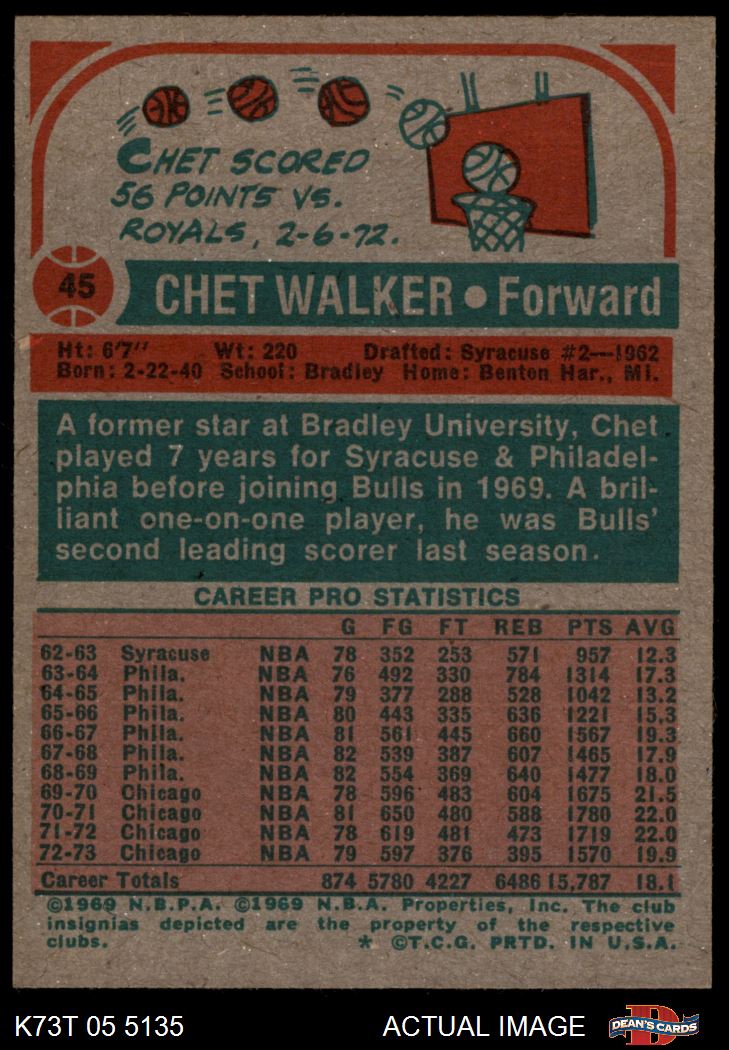 CHET SCORED
56 POINTS VS.
ROYALS, 2-6-72.
45
CHET WALKER • Forward
Ht: 6'7" Wt: 220 Drafted: Syracuse #2—1962
Born: 2-22-40 School: Bradley Home: Benton Har., Mi.
A former star at Bradley University, Chet
played 7 years for Syracuse & Philadel-
phia before joining Bulls in 1969. A bril-
liant one-on-one player, he was Bulls'
second leading scorer last season.
CAREER PRO STATISTICS
G FG FT REB PTS AVG
62-63 Syracuse NBA 78 352 253 571 957 12.3
63-64 Phila. NBA 76 492 330 784 1314 17.3
64-65 Phila. NBA 79 377 288 528 1042 13.2
65-66 Phila. NBA 80 443 335 636 1221 15.3
66-67 Phila. NBA 81 561 445 660 1567 19.3
67-68 Phila. NBA 82 539 387 607 1465 17.9
68-69 Phila. NBA 82 554 369 640 1477 18.0
69-70 Chicago NBA 78 596 483 604 1675 21.5
70-71 Chicago NBA 81 650 480 588 1780 22.0
71-72 Chicago NBA 78 619 481 473 1719 22.0
72-73 Chicago NBA 79 597 376 395 1570 19.9
Career Totals 874 5780 4227 6486 15,787 18.1
©1969 N.B.P.A. ©1969 N.B.A. Properties, Inc. The club
insignias depicted are the property of the respective
clubs. * ©T.C.G. PRTD. IN U.S.A.
K73T 05 5135 ACTUAL IMAGE
DEAN'S CARDS